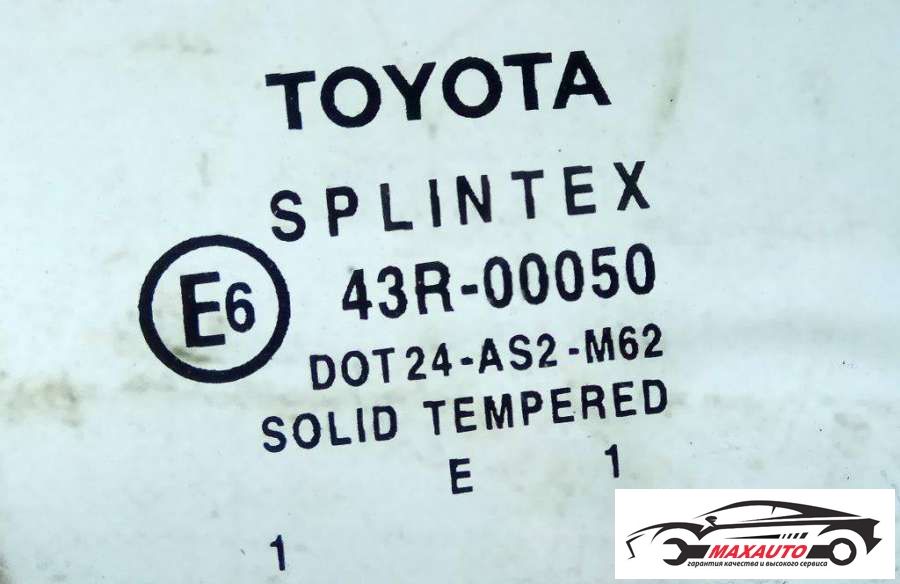 TOYOTA
SPLINTEX
E6 43R-00050
DOT24-AS2-M62
SOLID TEMPERED
E 1
1
MAXAUTO
гарантия качества и высокого сервиса